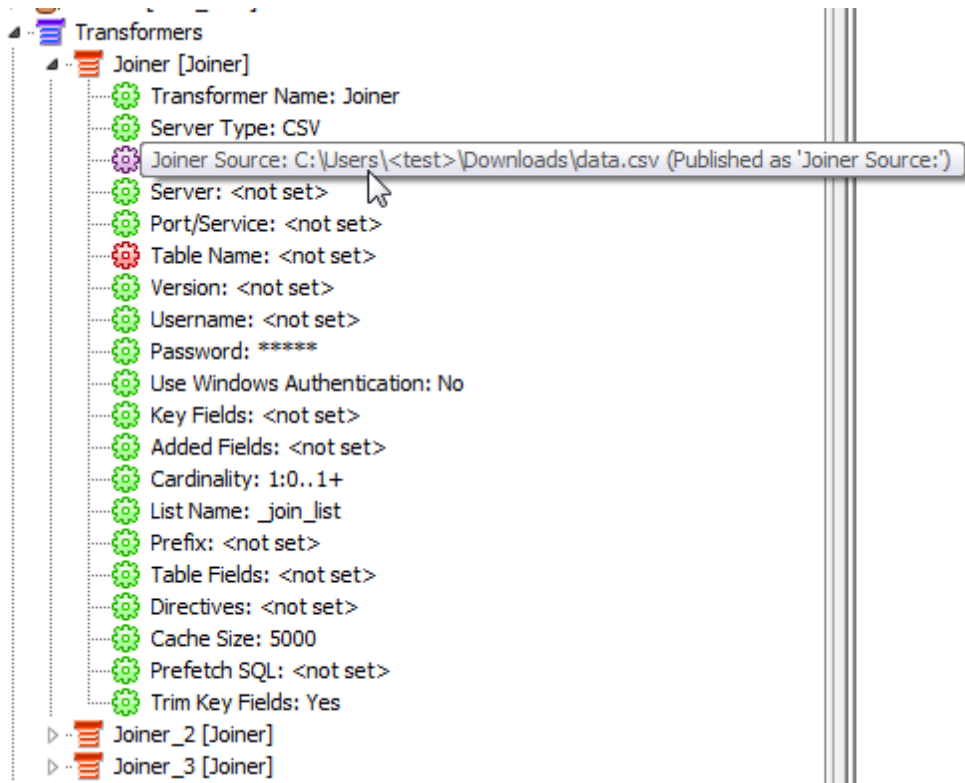 Transformers
Joiner [Joiner]
Transformer Name: Joiner
Server Type: CSV
Joiner Source: C:\Users\<test>\Downloads\data.csv (Published as 'Joiner Source:')
Server: <not set>
Port/Service: <not set>
Table Name: <not set>
Version: <not set>
Username: <not set>
Password: *****
Use Windows Authentication: No
Key Fields: <not set>
Added Fields: <not set>
Cardinality: 1:0..1+
List Name: _join_list
Prefix: <not set>
Table Fields: <not set>
Directives: <not set>
Cache Size: 5000
Prefetch SQL: <not set>
Trim Key Fields: Yes
Joiner_2 [Joiner]
Joiner_3 [Joiner]